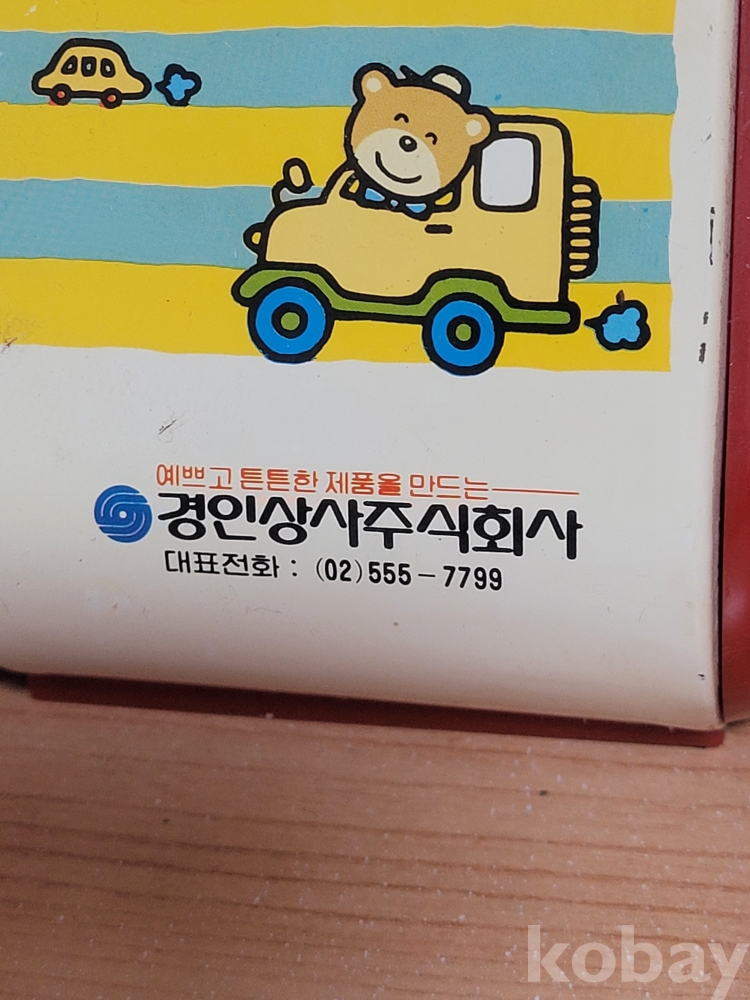 예쁘고 튼튼한 제품을 만드는
경인상사주식회사
대표전화 : (02)555-7799
kobay